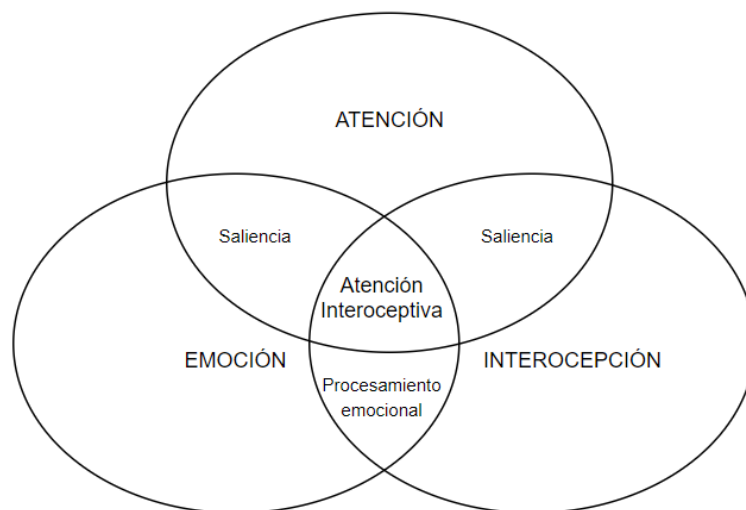 ATENCIÓN
Saliencia
Saliencia
Atención
Interoceptiva
EMOCIÓN
INTEROCEPCIÓN
Procesamiento
emocional